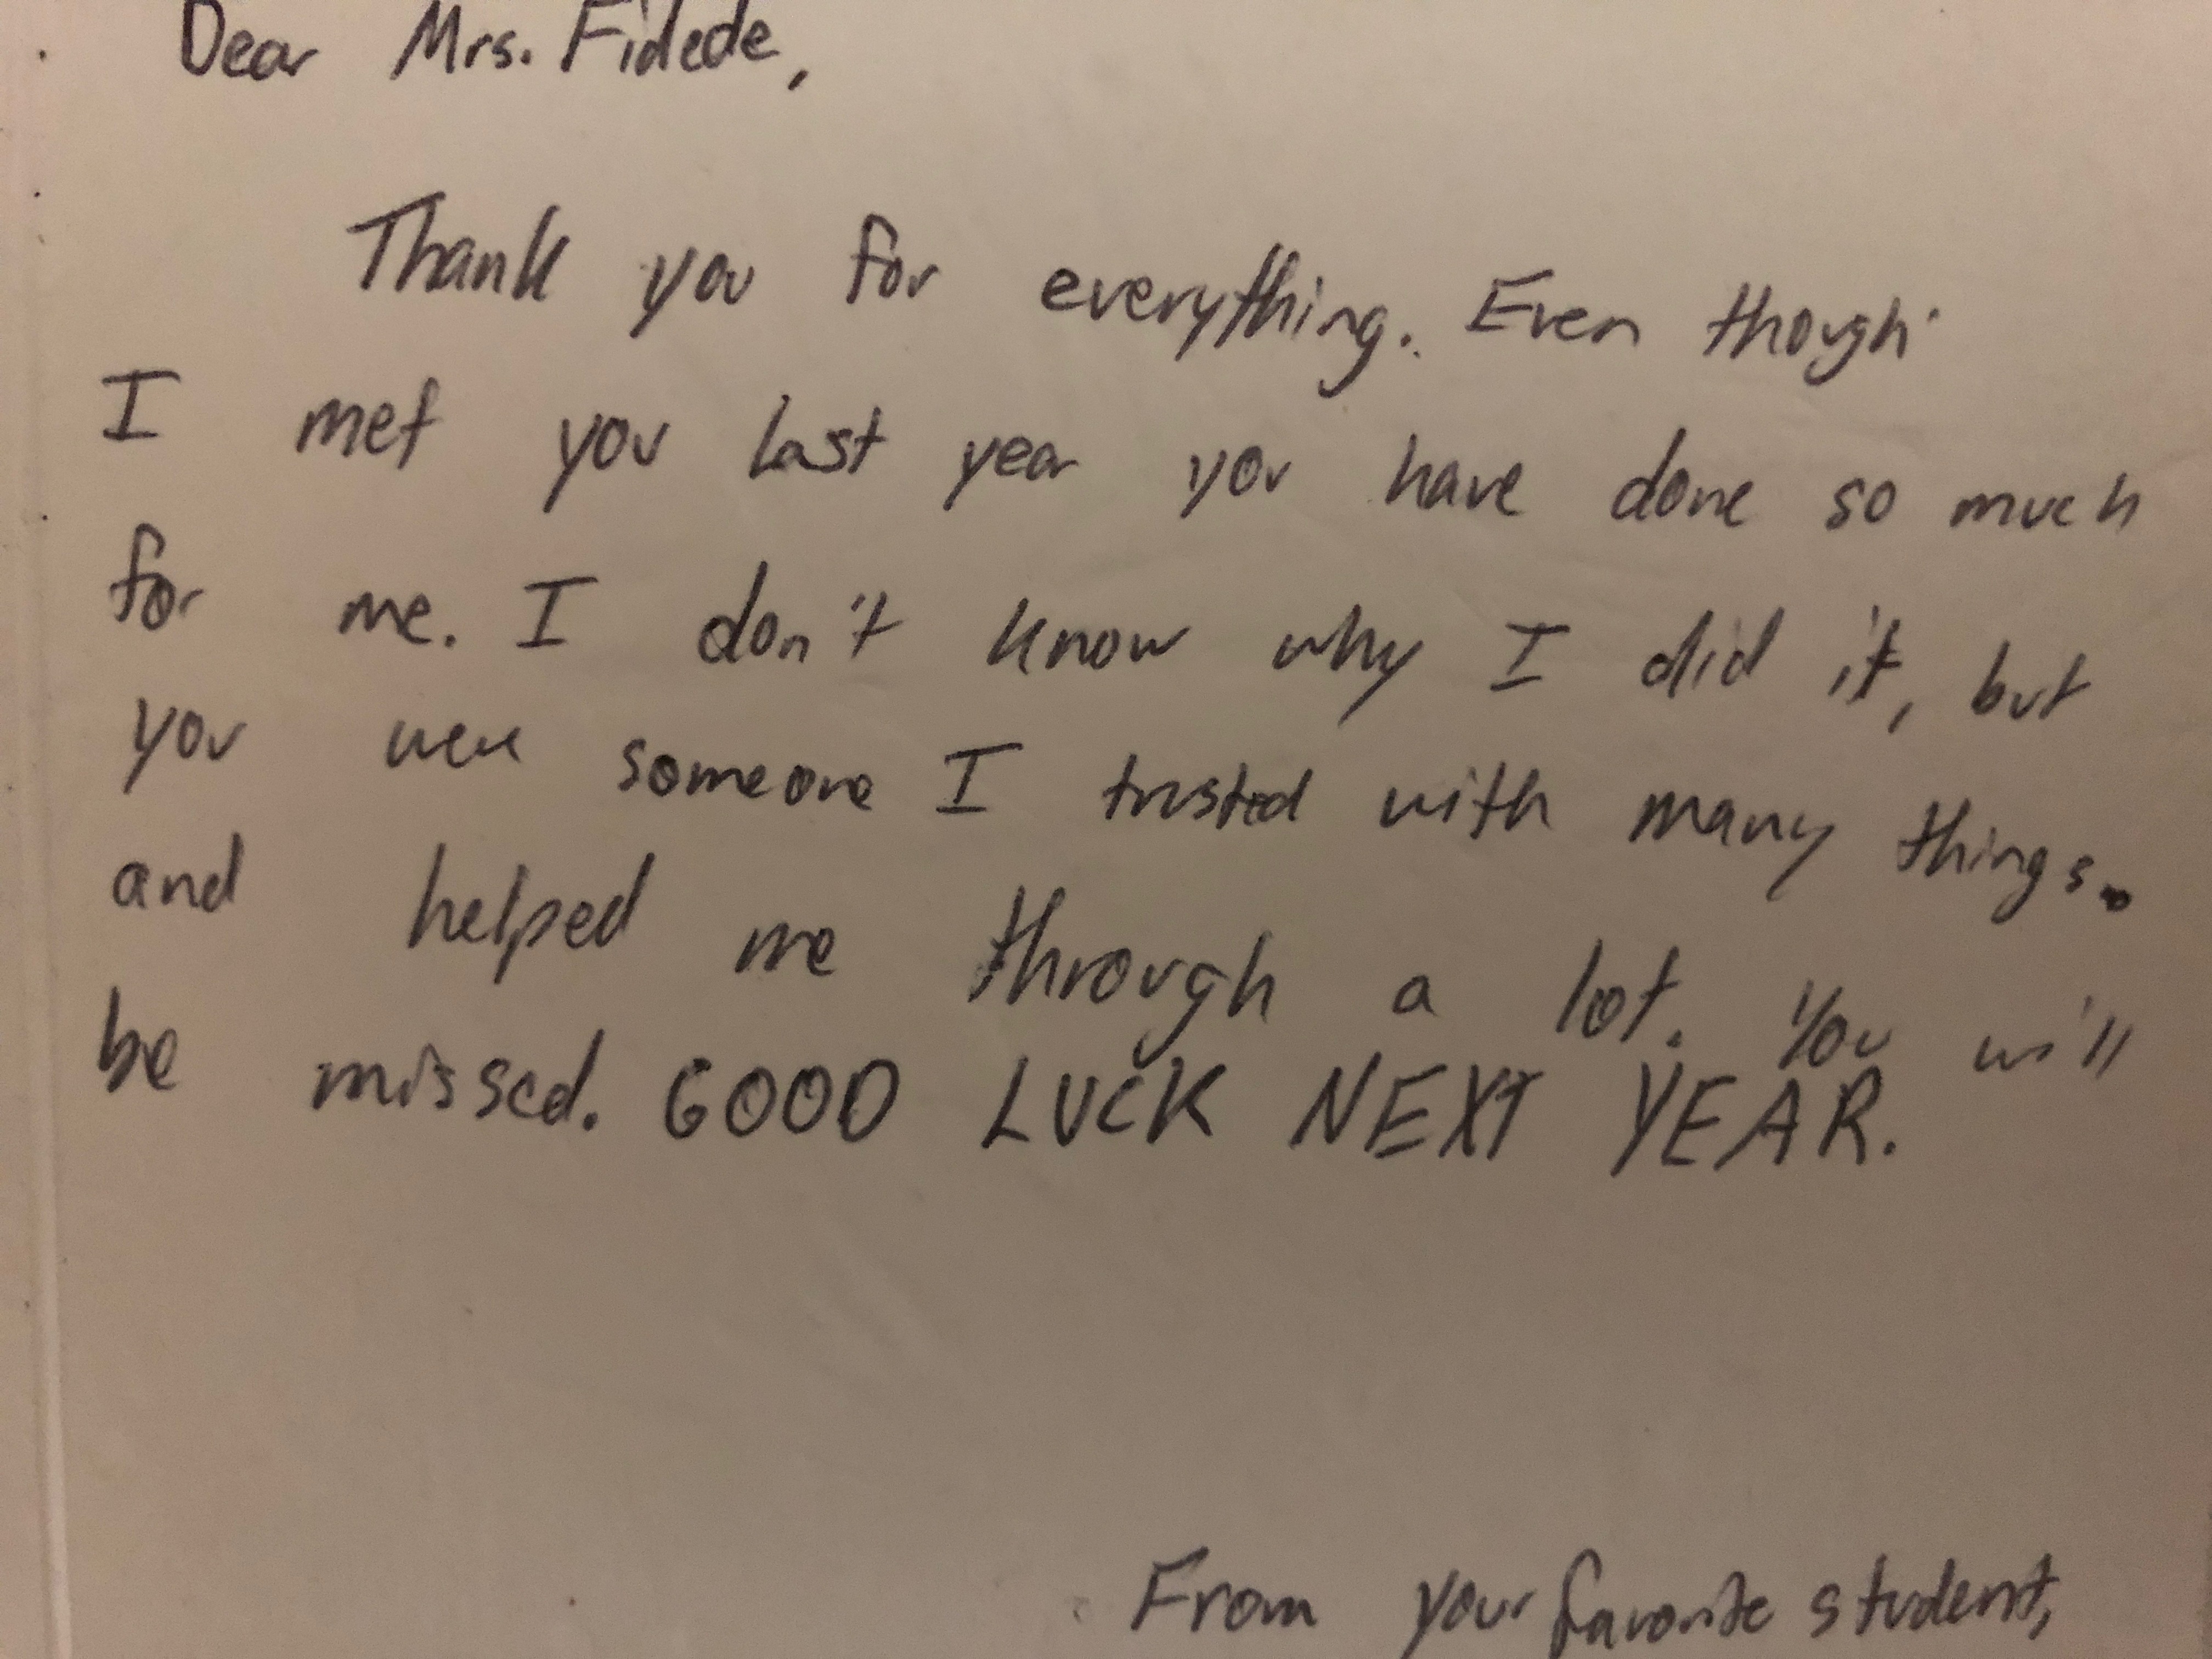 Dear Mrs. Fidede,
Thank you for everything. Even though
I met you last year you have done so much
for me. I don't know why I did it, but
you were someone I trusted with many things.
and helped me through a lot. You will
be missed. GOOD LUCK NEXT YEAR.
From your favorite student,